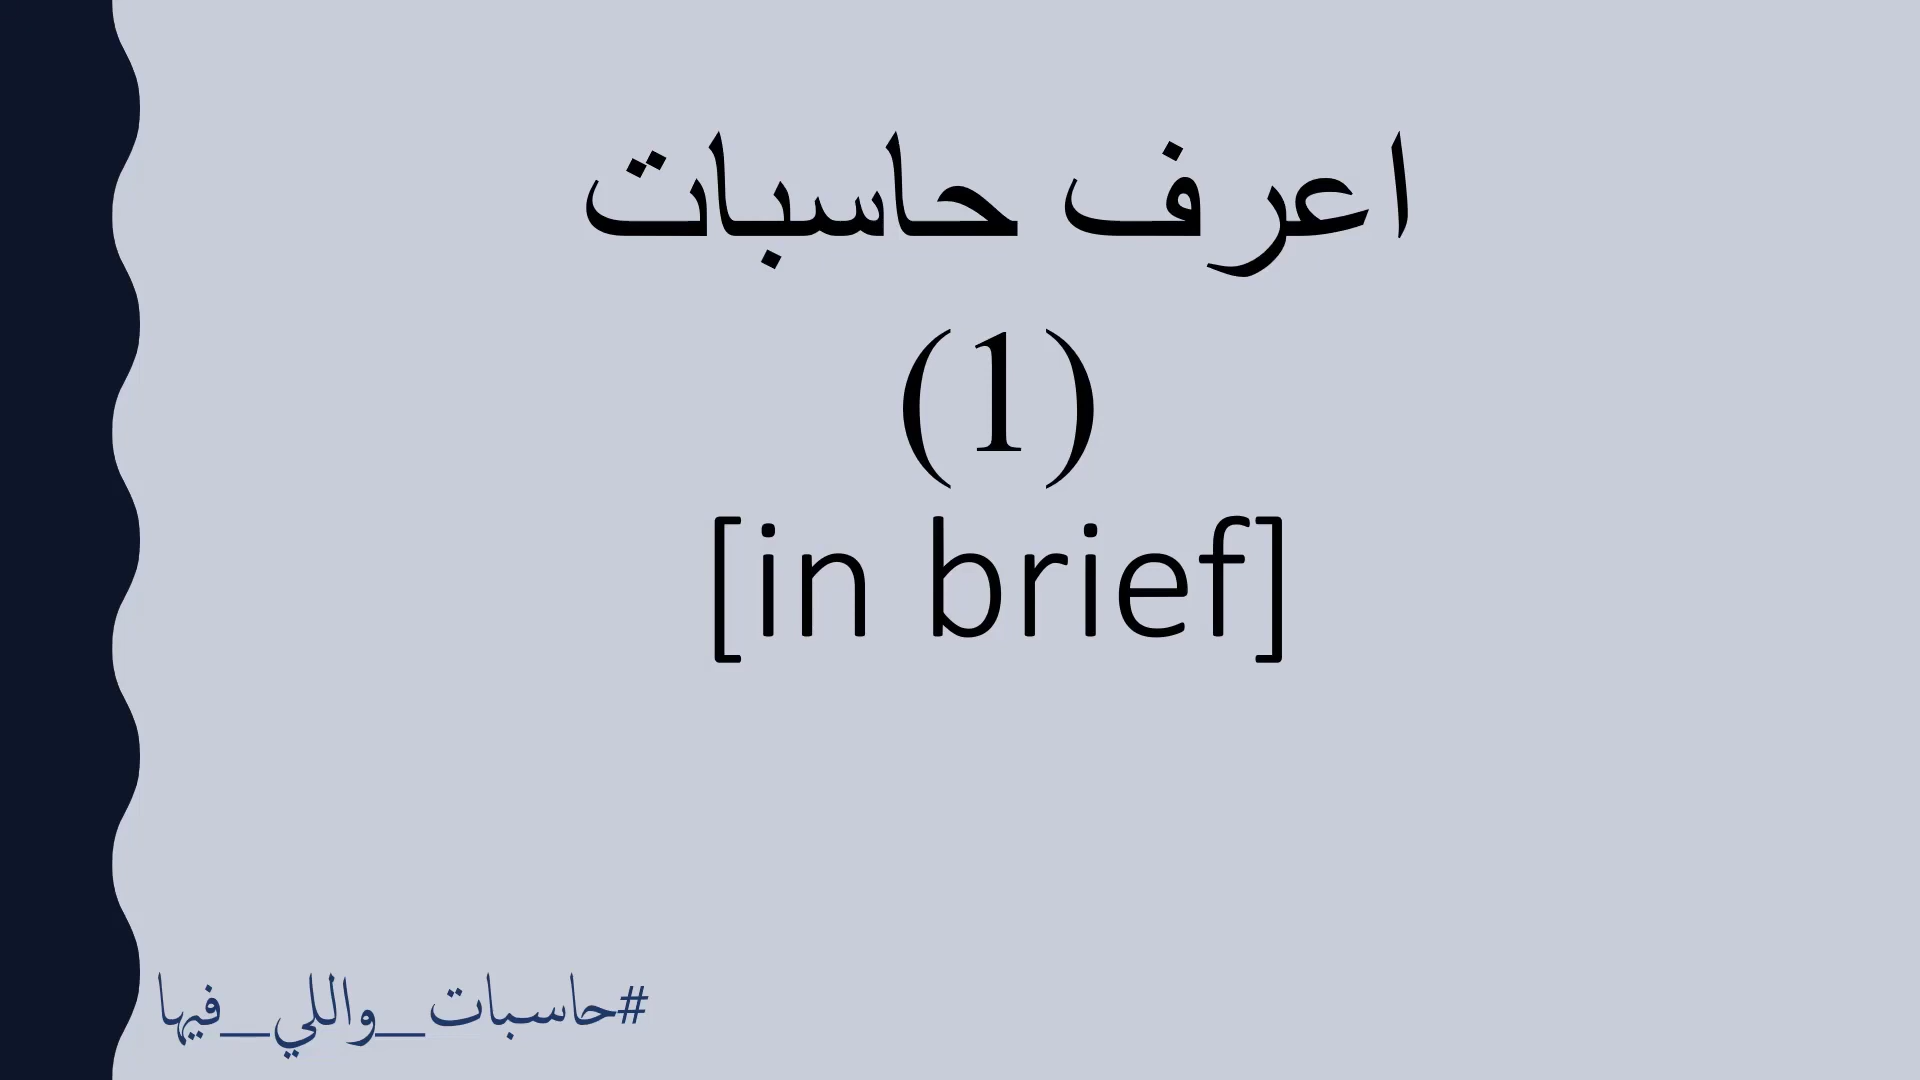 اعرف حاسبات
(1)
[in brief]
#حاسبات_واللي_فيها